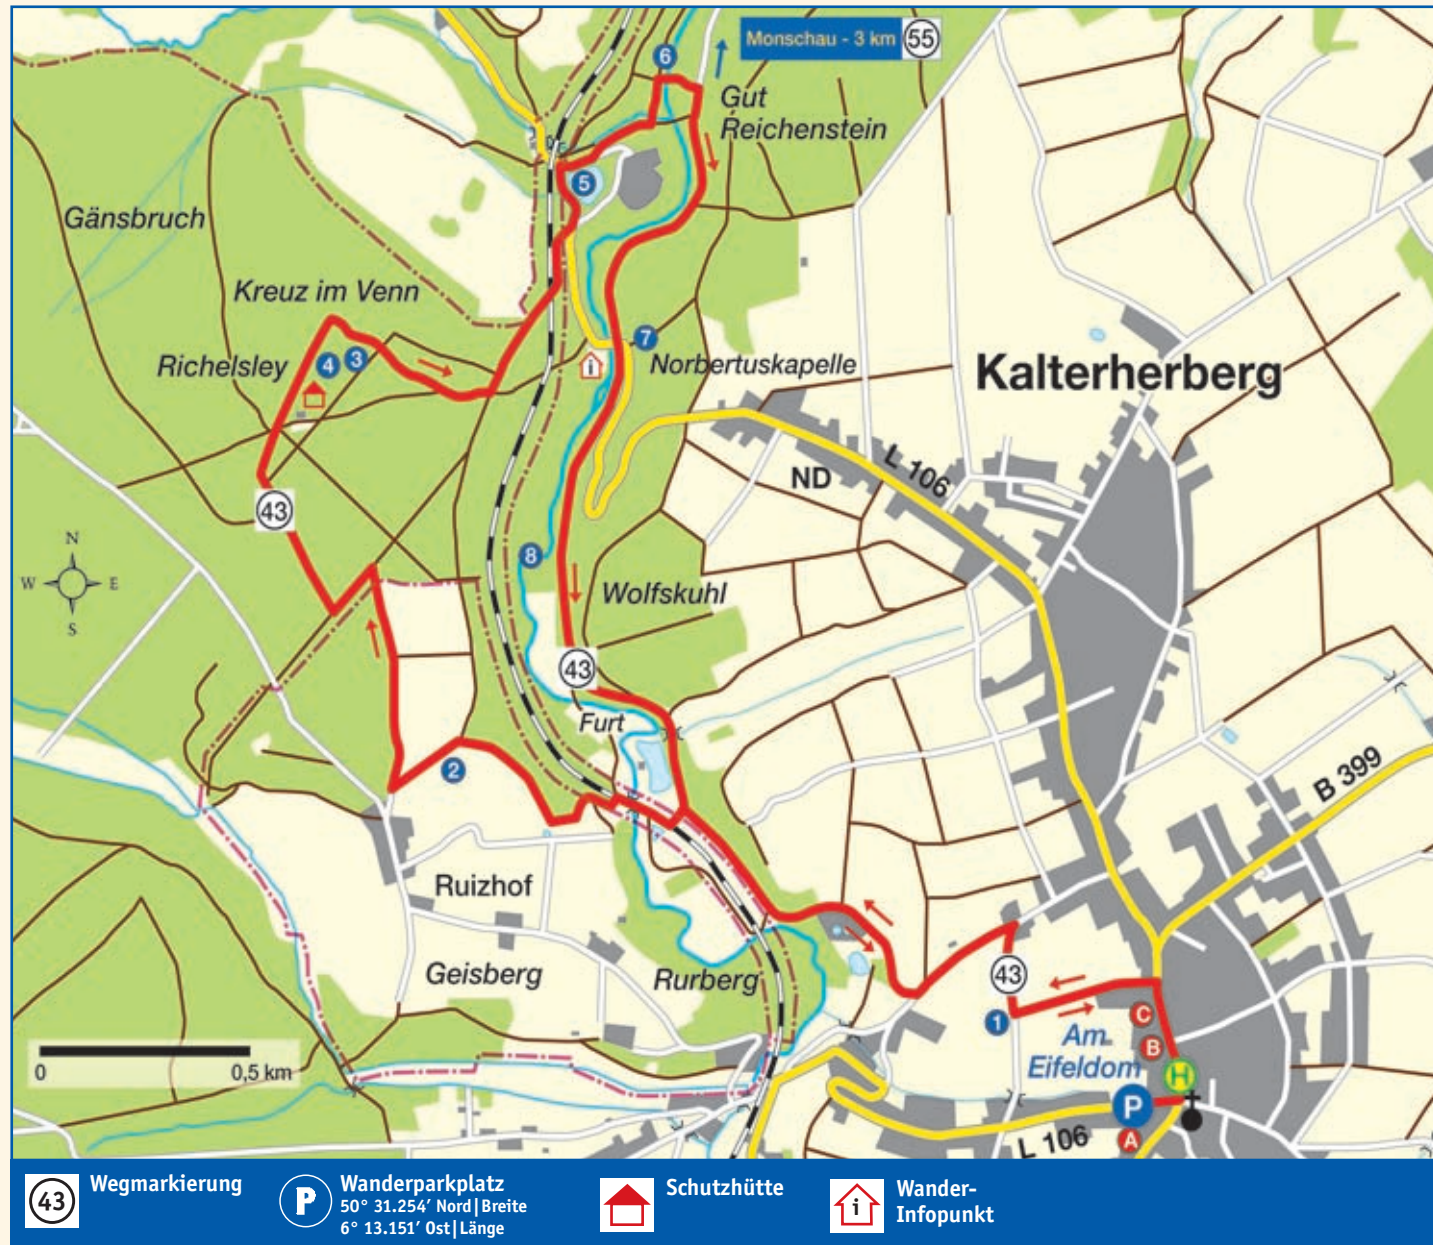 Monschau - 3 km 55
6
Gut
Reichenstein
5
Gänsbruch
Kreuz im Venn
Richelsley
4 3
7
i
Norbertuskapelle
Kalterherberg
L 106
ND
43
N
W E
S
8
Wolfskuhl
43
Furt
2
B 399
Ruizhof
Geisberg
Rurberg
43
1
C
Am
Eifeldom
B
H
P
A
L 106
0 0,5 km
43 Wegmarkierung
P Wanderparkplatz
50° 31.254′ Nord|Breite
6° 13.151′ Ost|Länge
Schutzhütte
i Wander-
Infopunkt